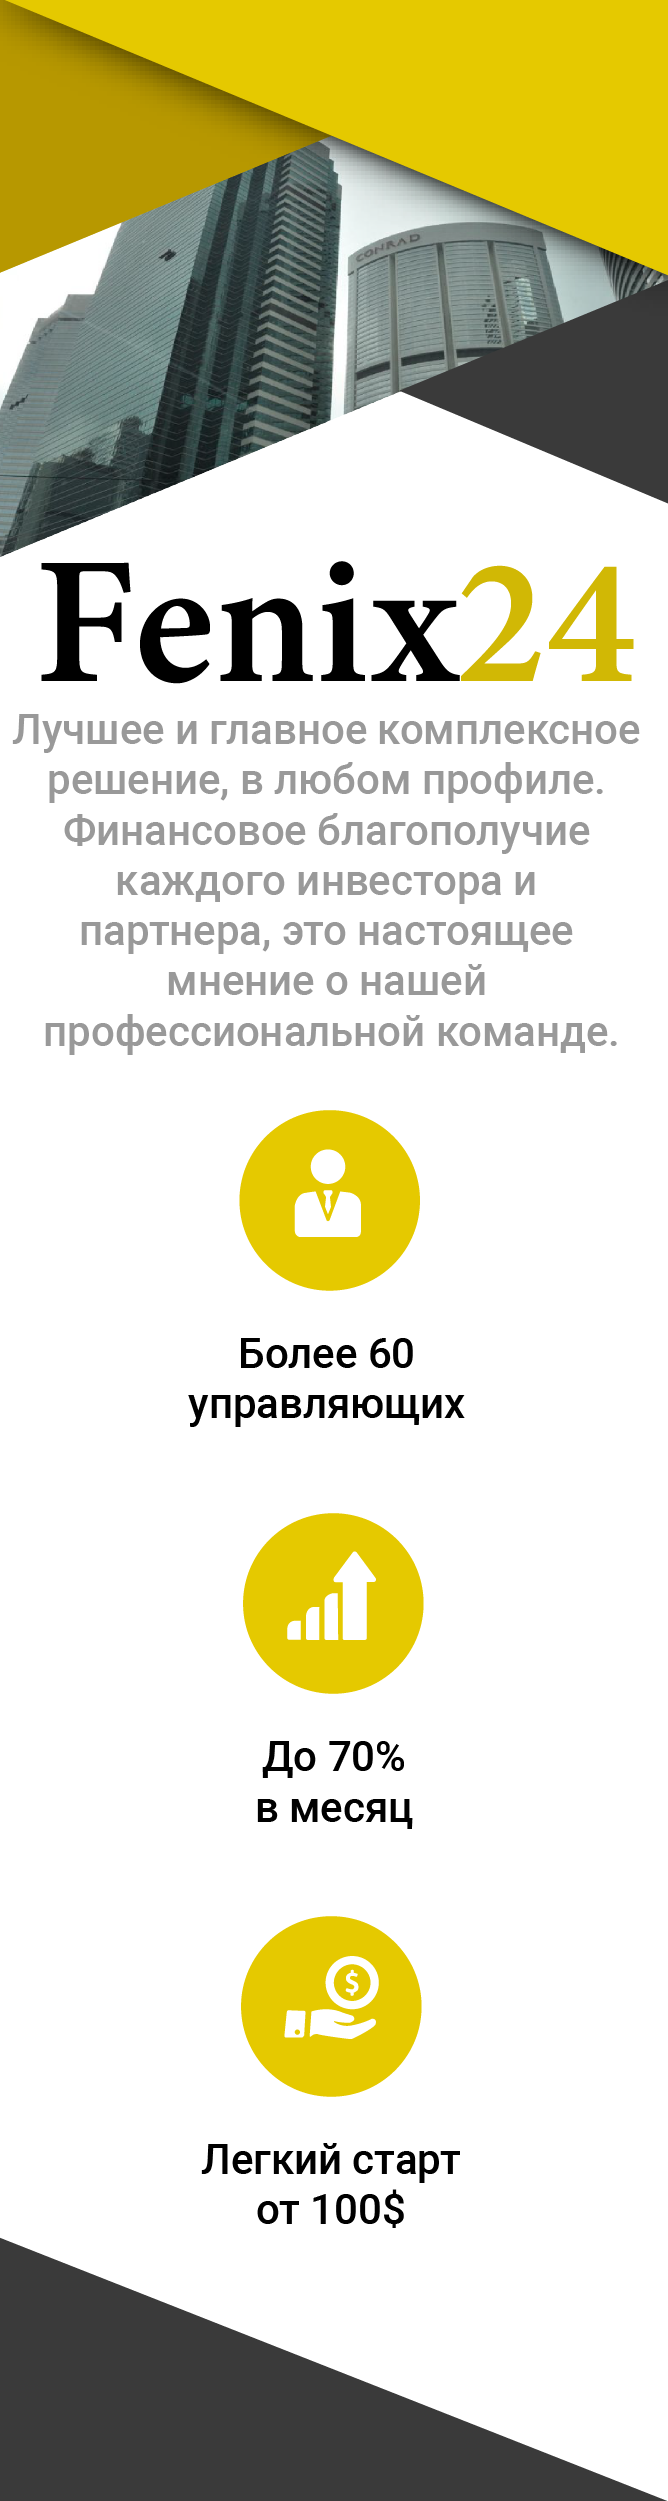 CONRAD
Fenix24
Лучшее и главное комплексное
решение, в любом профиле.
Финансовое благополучие
каждого инвестора и
партнера, это настоящее
мнение о нашей
профессиональной команде.
Более 60
управляющих
До 70%
в месяц
$
Легкий старт
от 100$